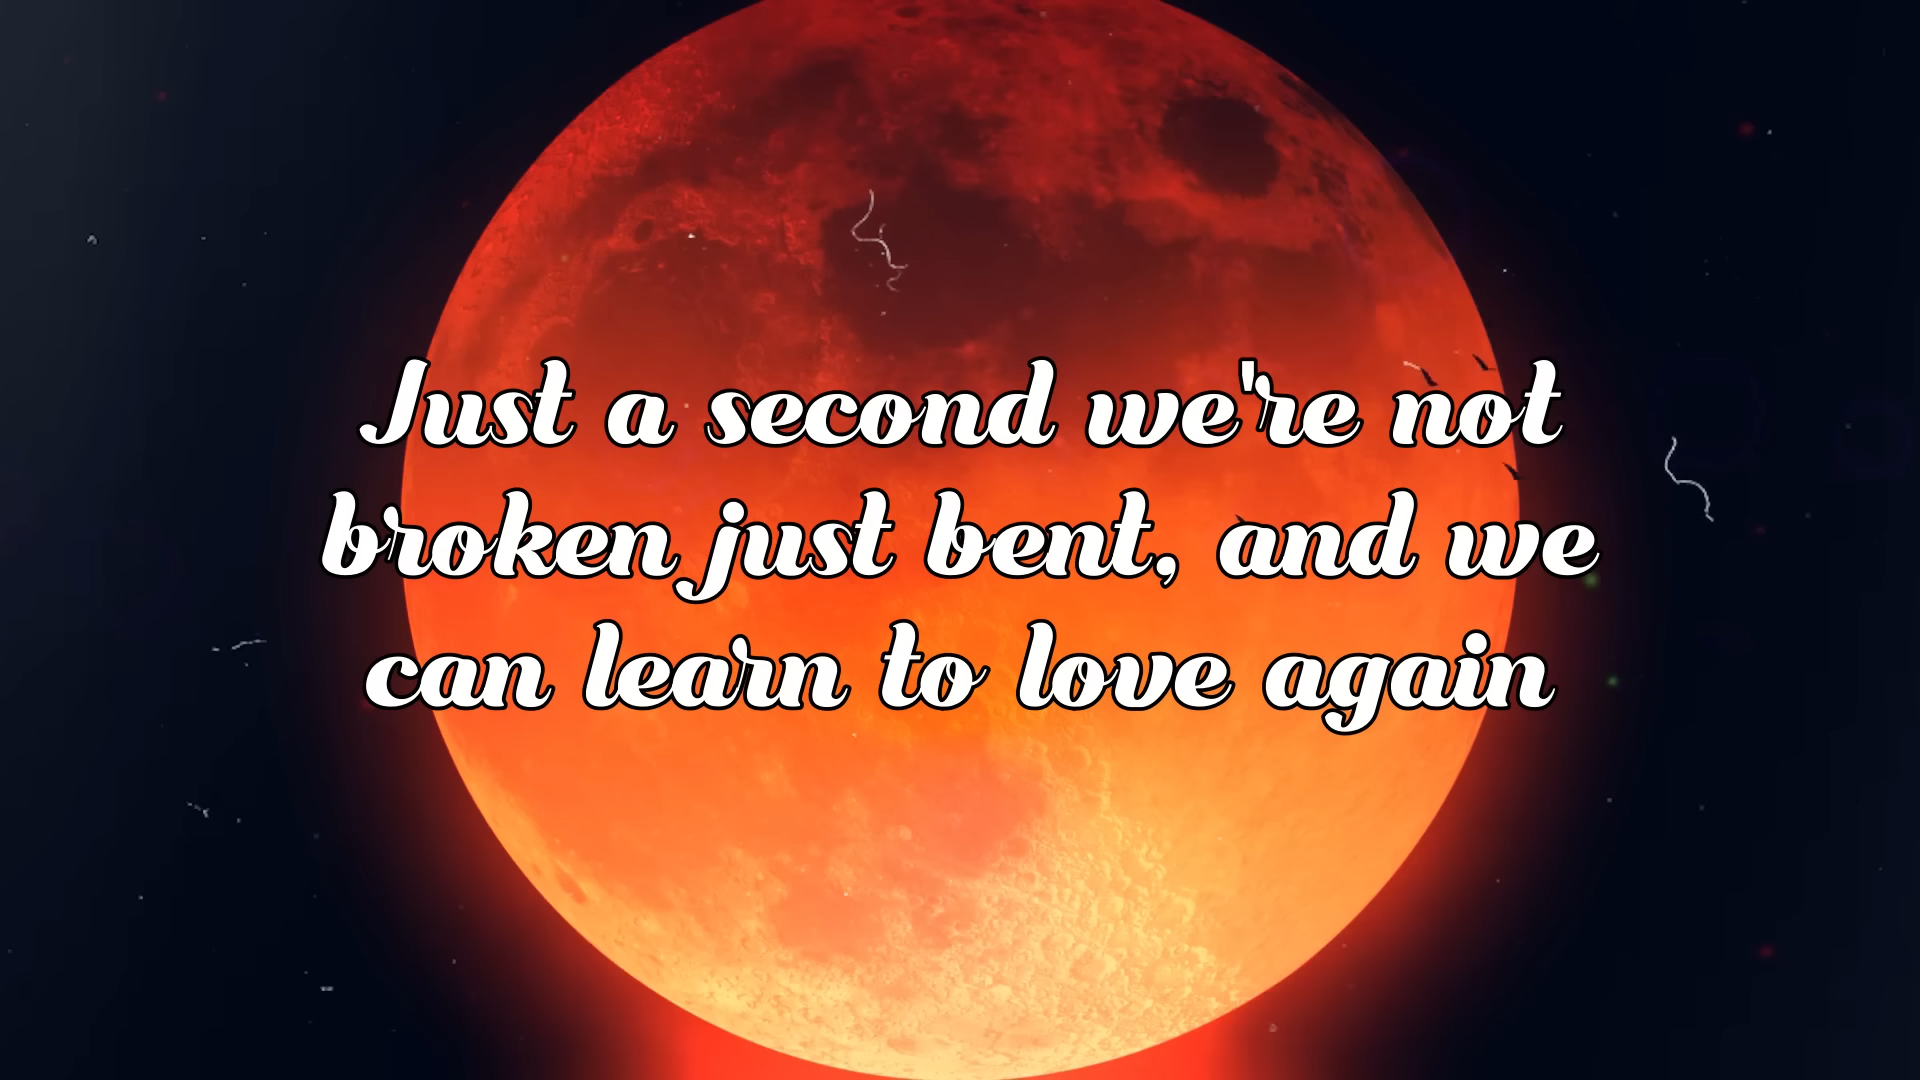 Just a second we're not
broken just bent, and we
can learn to love again